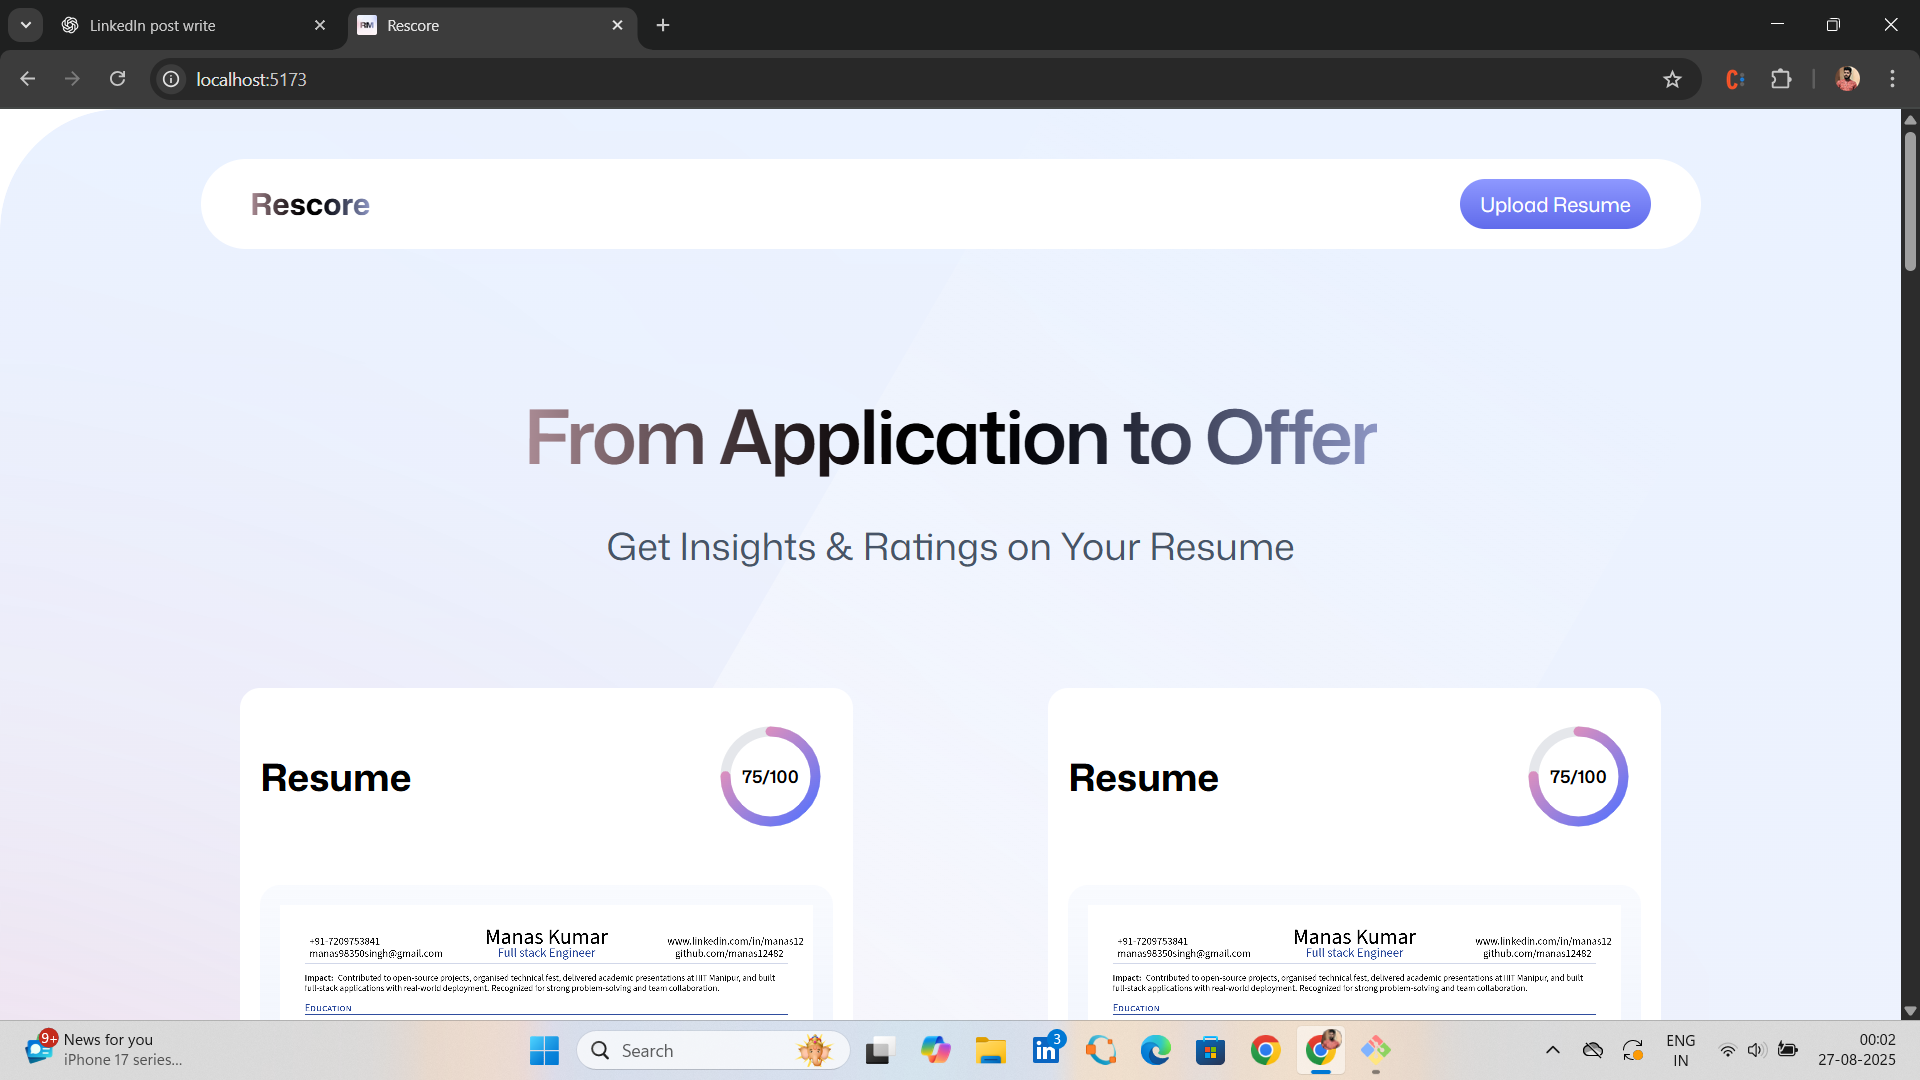 LinkedIn post write
Rescore
localhost:5173
Rescore
Upload Resume
From Application to Offer
Get Insights & Ratings on Your Resume
Resume
75/100
Resume
75/100
+91-7209753841
manas98350singh@gmail.com
Manas Kumar
Full stack Engineer
www.linkedin.com/in/manas12
github.com/manas12482
Impact: Contributed to open-source projects, organised technical fest, delivered academic presentations at IIIT Manipur, and built
full-stack applications with real-world deployment. Recognized for strong problem-solving and team collaboration.
EDUCATION
+91-7209753841
manas98350singh@gmail.com
Manas Kumar
Full stack Engineer
www.linkedin.com/in/manas12
github.com/manas12482
Impact: Contributed to open-source projects, organised technical fest, delivered academic presentations at IIIT Manipur, and built
full-stack applications with real-world deployment. Recognized for strong problem-solving and team collaboration.
EDUCATION
9+
News for you
iPhone 17 series...
Search
3
ENG
IN
00:02
27-08-2025